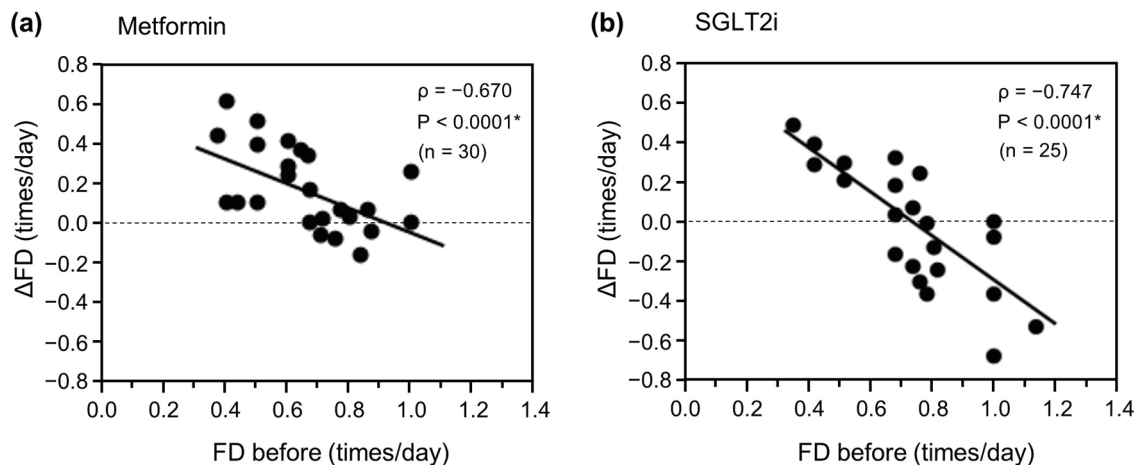 (a) Metformin
ρ = −0.670
P < 0.0001*
(n = 30)
0.8
0.6
0.4
0.2
0.0
−0.2
−0.4
−0.6
−0.8
ΔFD (times/day)
0.0 0.2 0.4 0.6 0.8 1.0 1.2 1.4
FD before (times/day)
(b) SGLT2i
ρ = −0.747
P < 0.0001*
(n = 25)
0.8
0.6
0.4
0.2
0.0
−0.2
−0.4
−0.6
−0.8
ΔFD (times/day)
0.0 0.2 0.4 0.6 0.8 1.0 1.2 1.4
FD before (times/day)